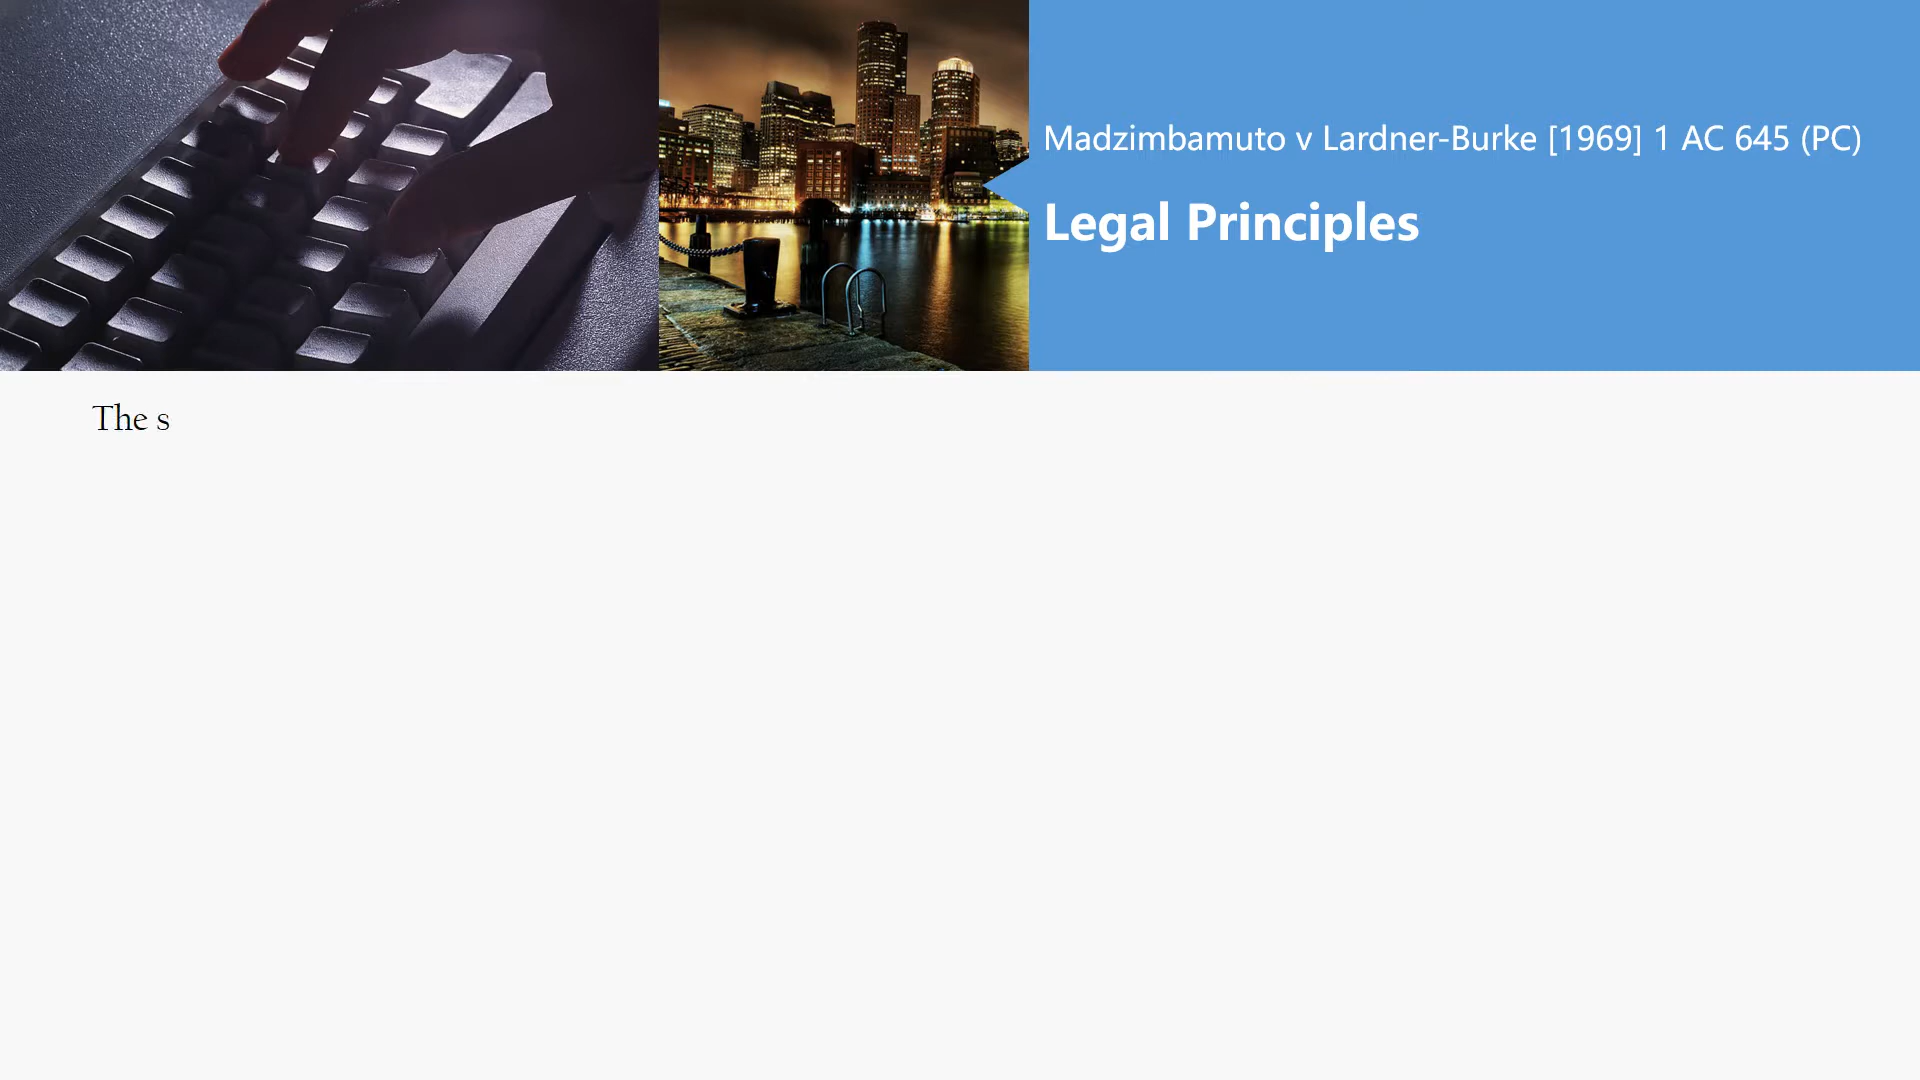 Madzimbamuto v Lardner-Burke [1969] 1 AC 645 (PC)
Legal Principles
The s